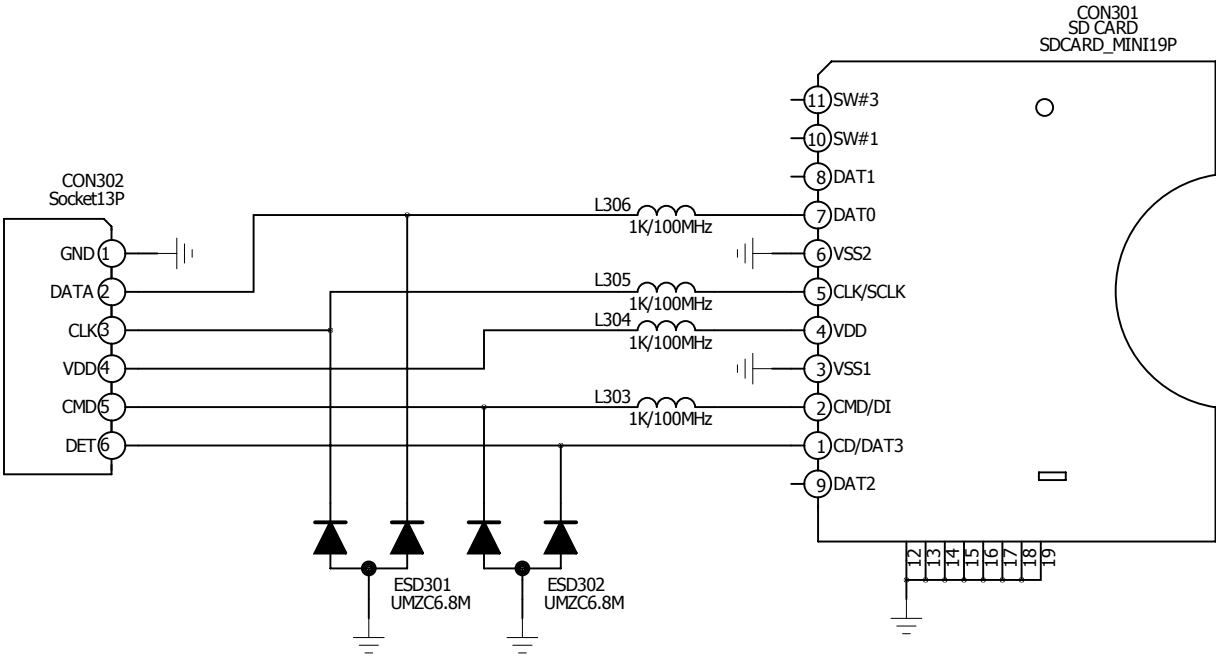 CON301
SD CARD
SDCARD_MINI19P
11 SW#3
10 SW#1
8 DAT1
7 DAT0
6 VSS2
5 CLK/SCLK
4 VDD
3 VSS1
2 CMD/DI
1 CD/DAT3
9 DAT2
12
13
14
15
16
17
18
19
CON302
Socket13P
GND 1
DATA 2
CLK 3
VDD 4
CMD 5
DET 6
L306
1K/100MHz
L305
1K/100MHz
L304
1K/100MHz
L303
1K/100MHz
ESD301
UMZC6.8M
ESD302
UMZC6.8M